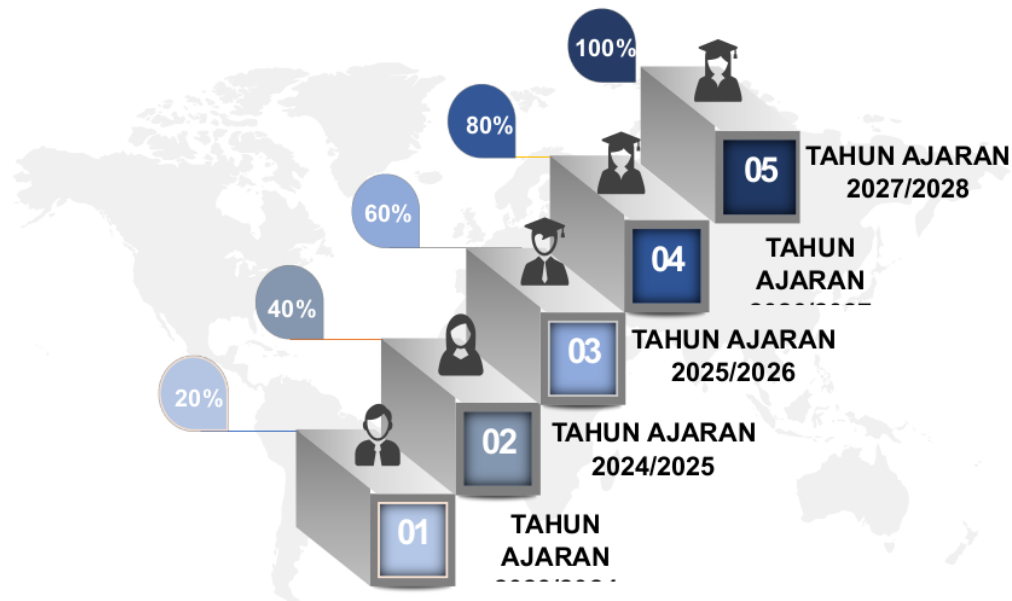 100%
80%
60%
40%
20%
05
TAHUN AJARAN
2027/2028
04
TAHUN
AJARAN
03
TAHUN AJARAN
2025/2026
02
TAHUN AJARAN
2024/2025
01
TAHUN
AJARAN